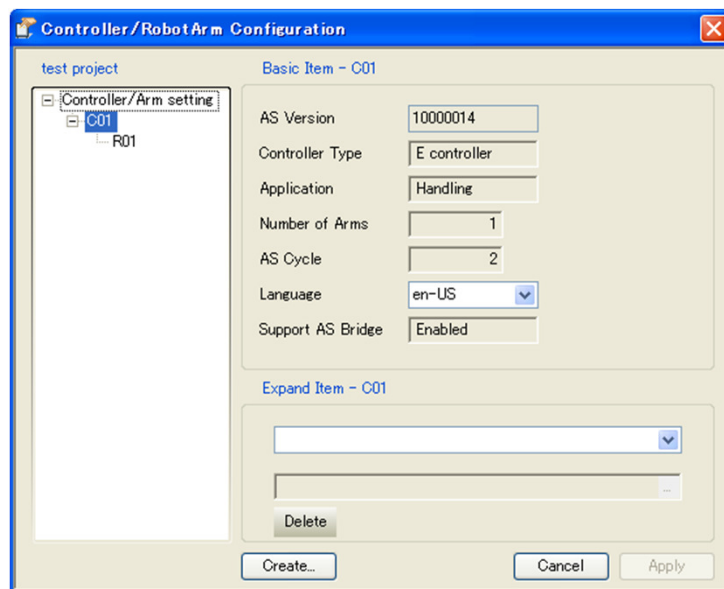 Controller/RobotArm Configuration
test project
Controller/Arm setting
C01
R01
Basic Item - C01
AS Version 10000014
Controller Type E controller
Application Handling
Number of Arms 1
AS Cycle 2
Language en-US
Support AS Bridge Enabled
Expand Item - C01
...
Delete
Create...
Cancel
Apply